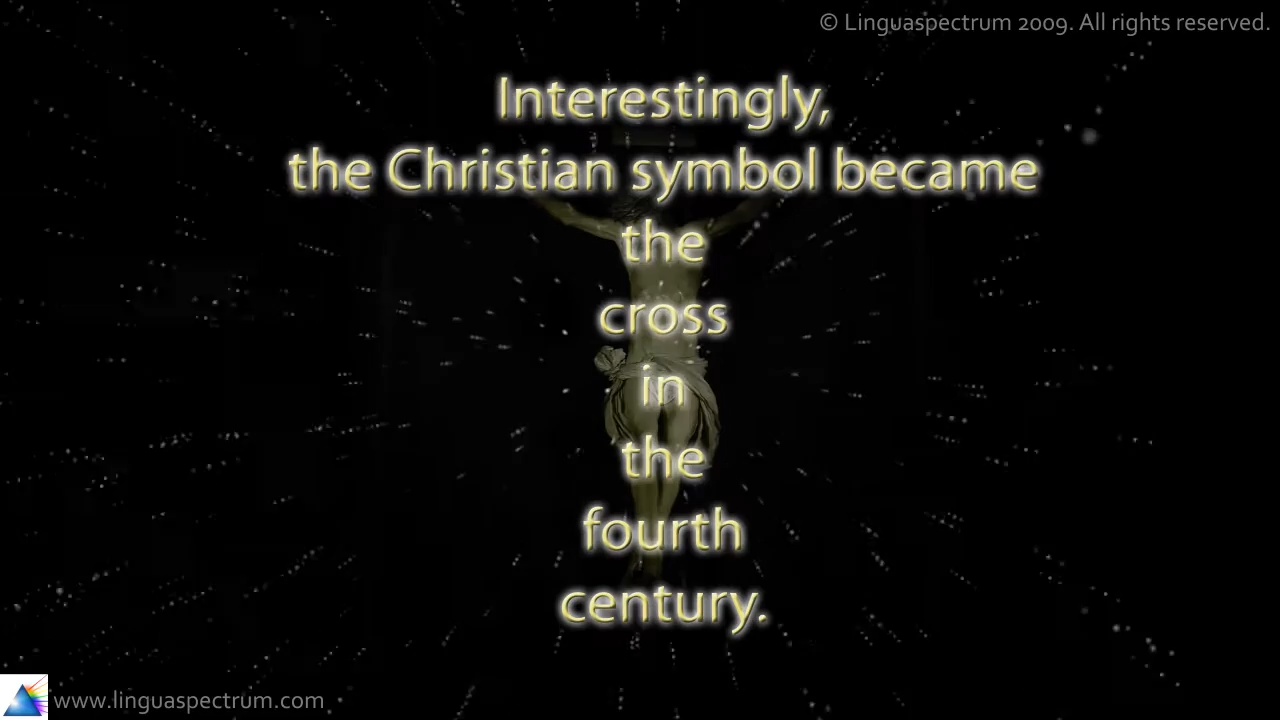 © Linguaspectrum 2009. All rights reserved.
Interestingly,
the Christian symbol became
the
cross
in
the
fourth
century.
www.linguaspectrum.com